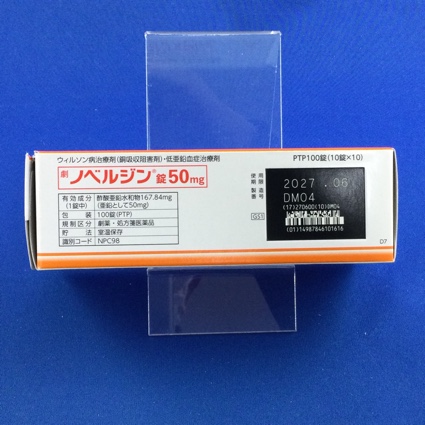 ウィルソン病治療剤(銅吸収阻害剤)・低亜鉛血症治療剤
PTP100錠(10錠×10)
劇 ノベルジン®錠50mg
有効成分(1錠中) 酢酸亜鉛水和物167.84mg(亜鉛として50mg)
包装 100錠(PTP)
規制区分 劇薬・処方箋医薬品
貯法 室温保存
識別コード NPC98
使用期限 2027.06
製造番号 DM04
(17)270600(10)DM04
GS1
(01)14987846101616
D7